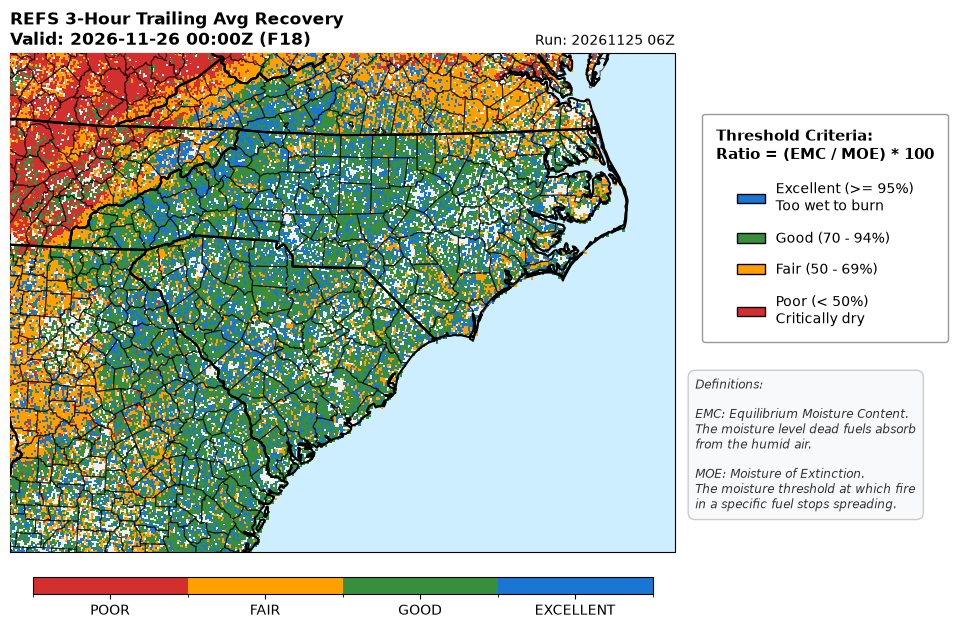 REFS 3-Hour Trailing Avg Recovery
Valid: 2026-11-26 00:00Z (F18)
Run: 20261125 06Z
Threshold Criteria:
Ratio = (EMC / MOE) * 100
Excellent (>= 95%)
Too wet to burn
Good (70 - 94%)
Fair (50 - 69%)
Poor (< 50%)
Critically dry
Definitions:
EMC: Equilibrium Moisture Content.
The moisture level dead fuels absorb
from the humid air.
MOE: Moisture of Extinction.
The moisture threshold at which fire
in a specific fuel stops spreading.
POOR FAIR GOOD EXCELLENT